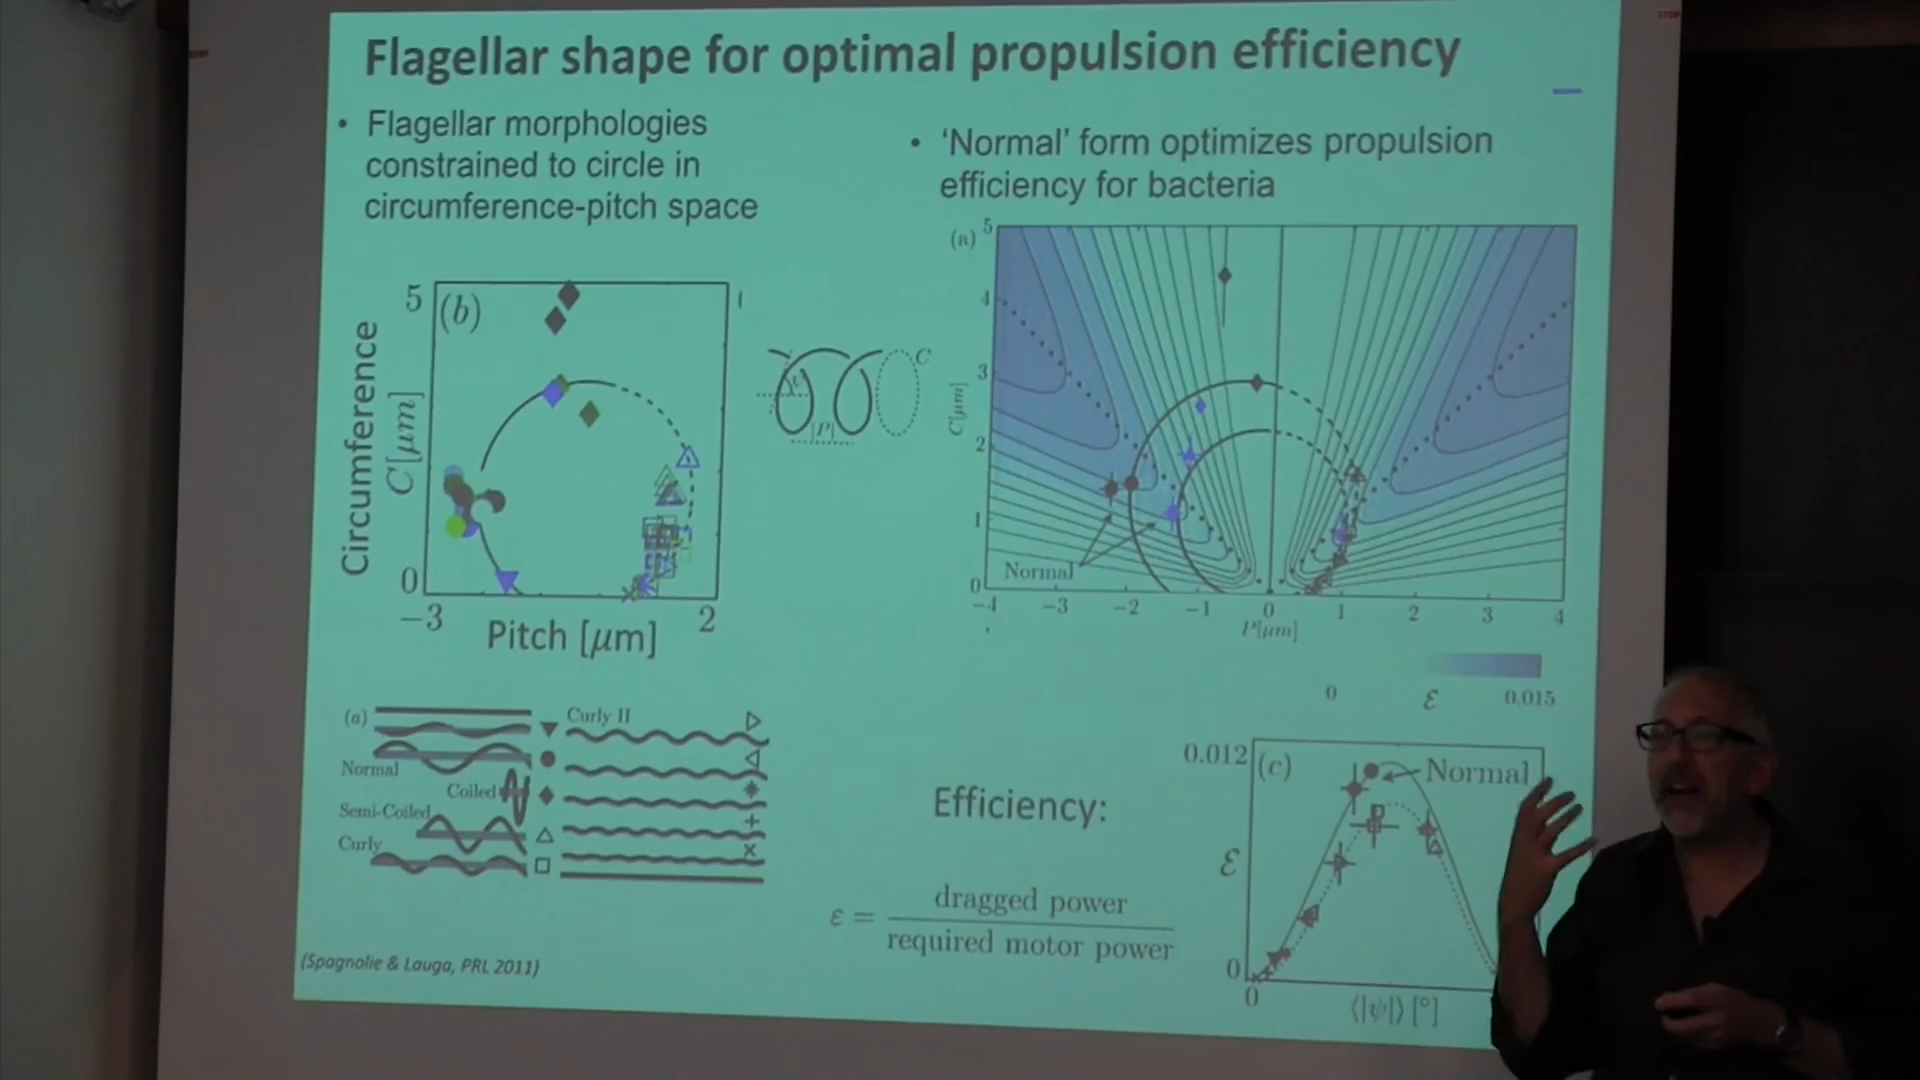 Flagellar shape for optimal propulsion efficiency
• Flagellar morphologies
constrained to circle in
circumference-pitch space
• ‘Normal’ form optimizes propulsion
efficiency for bacteria
5
(b)
Circumference
C[μm]
0
−3
2
Pitch [μm]
C
|P|
(a)
5
4
3
2
1
0
C[μm]
Normal
−4 −3 −2 −1 0 1 2 3 4
P[μm]
0 ε 0.015
(a)
Normal
Coiled
Semi-Coiled
Curly
Curly II
Efficiency:
ε = dragged power
required motor power
0.012
(c)
Normal
ε
0
0
⟨|ψ|⟩ [°]
(Spagnolie & Lauga, PRL 2011)